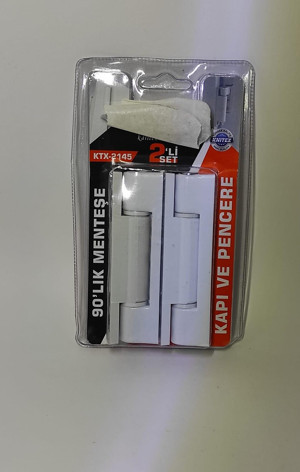 KTX-2145
2'Lİ
SET
90'LIK MENTEŞE
KAPI VE PENCERE